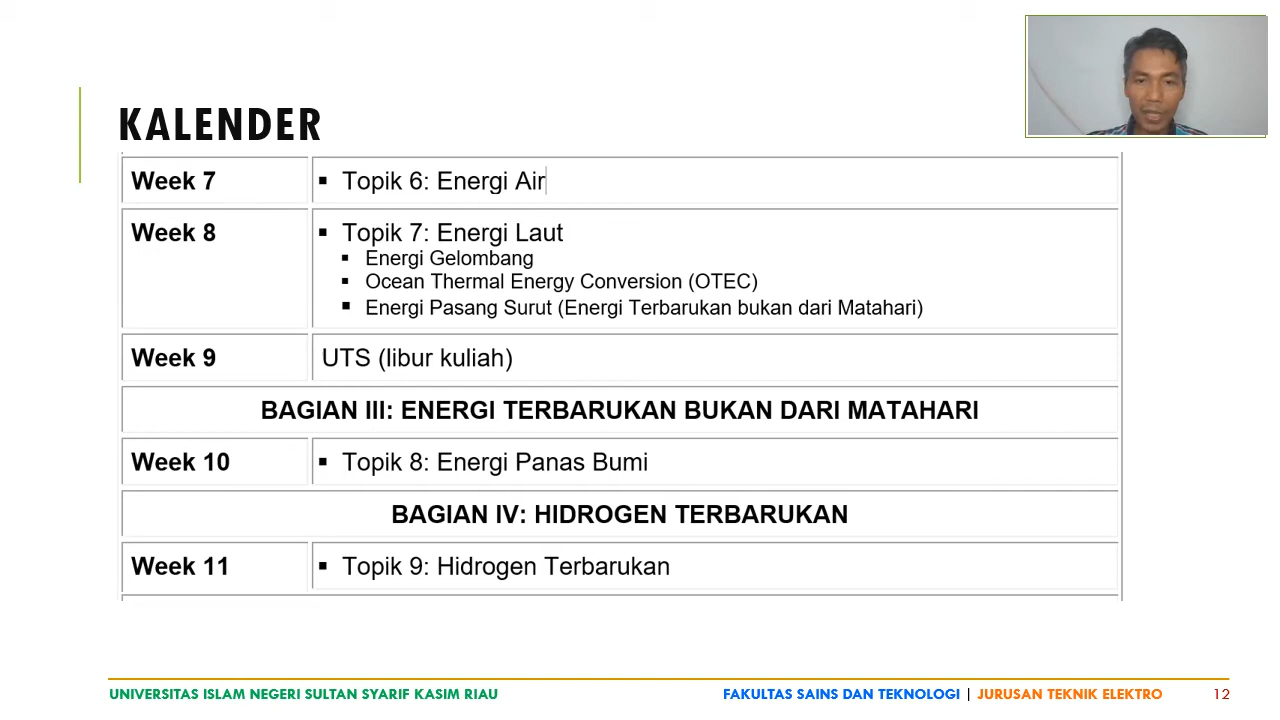 KALENDER
Week 7
▪ Topik 6: Energi Air
Week 8
▪ Topik 7: Energi Laut
▪ Energi Gelombang
▪ Ocean Thermal Energy Conversion (OTEC)
▪ Energi Pasang Surut (Energi Terbarukan bukan dari Matahari)
Week 9
UTS (libur kuliah)
BAGIAN III: ENERGI TERBARUKAN BUKAN DARI MATAHARI
Week 10
▪ Topik 8: Energi Panas Bumi
BAGIAN IV: HIDROGEN TERBARUKAN
Week 11
▪ Topik 9: Hidrogen Terbarukan
UNIVERSITAS ISLAM NEGERI SULTAN SYARIF KASIM RIAU
FAKULTAS SAINS DAN TEKNOLOGI | JURUSAN TEKNIK ELEKTRO
12